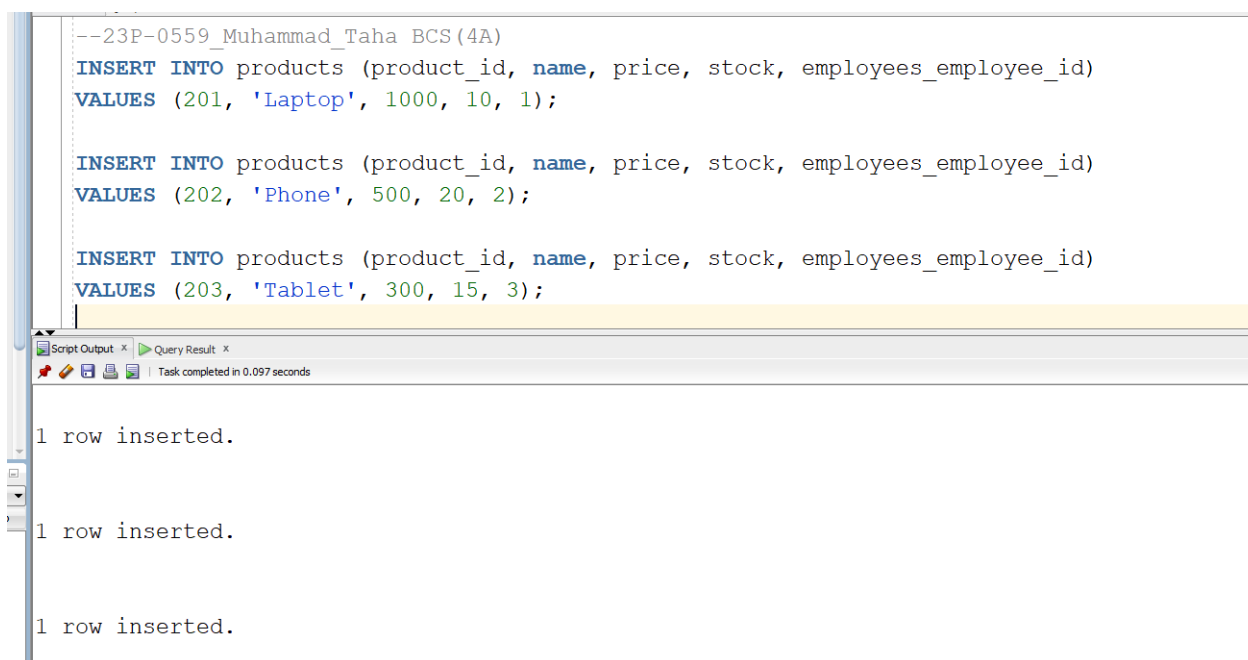 --23P-0559_Muhammad_Taha BCS(4A)
INSERT INTO products (product_id, name, price, stock, employees_employee_id)
VALUES (201, 'Laptop', 1000, 10, 1);
INSERT INTO products (product_id, name, price, stock, employees_employee_id)
VALUES (202, 'Phone', 500, 20, 2);
INSERT INTO products (product_id, name, price, stock, employees_employee_id)
VALUES (203, 'Tablet', 300, 15, 3);
Script Output x Query Result x
Task completed in 0.097 seconds
1 row inserted.
1 row inserted.
1 row inserted.